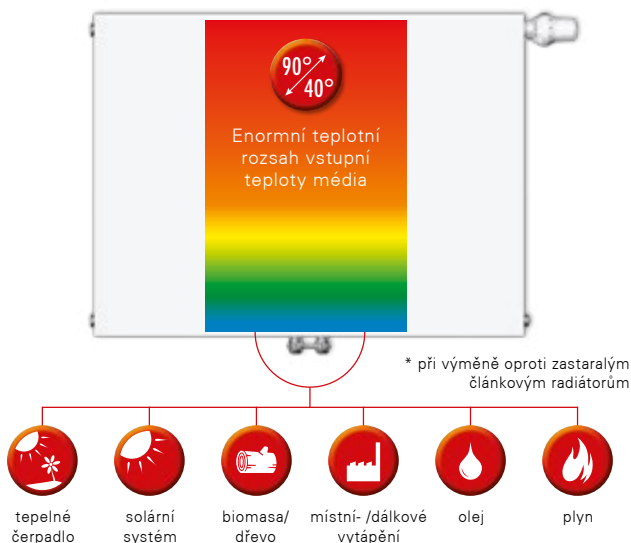 90°
40°
Enormní teplotní
rozsah vstupní
teploty média
* při výměně oproti zastaralým
článkovým radiátorům
tepelné
čerpadlo
solární
systém
biomasa/
dřevo
místní- /dálkové
vytápění
olej
plyn